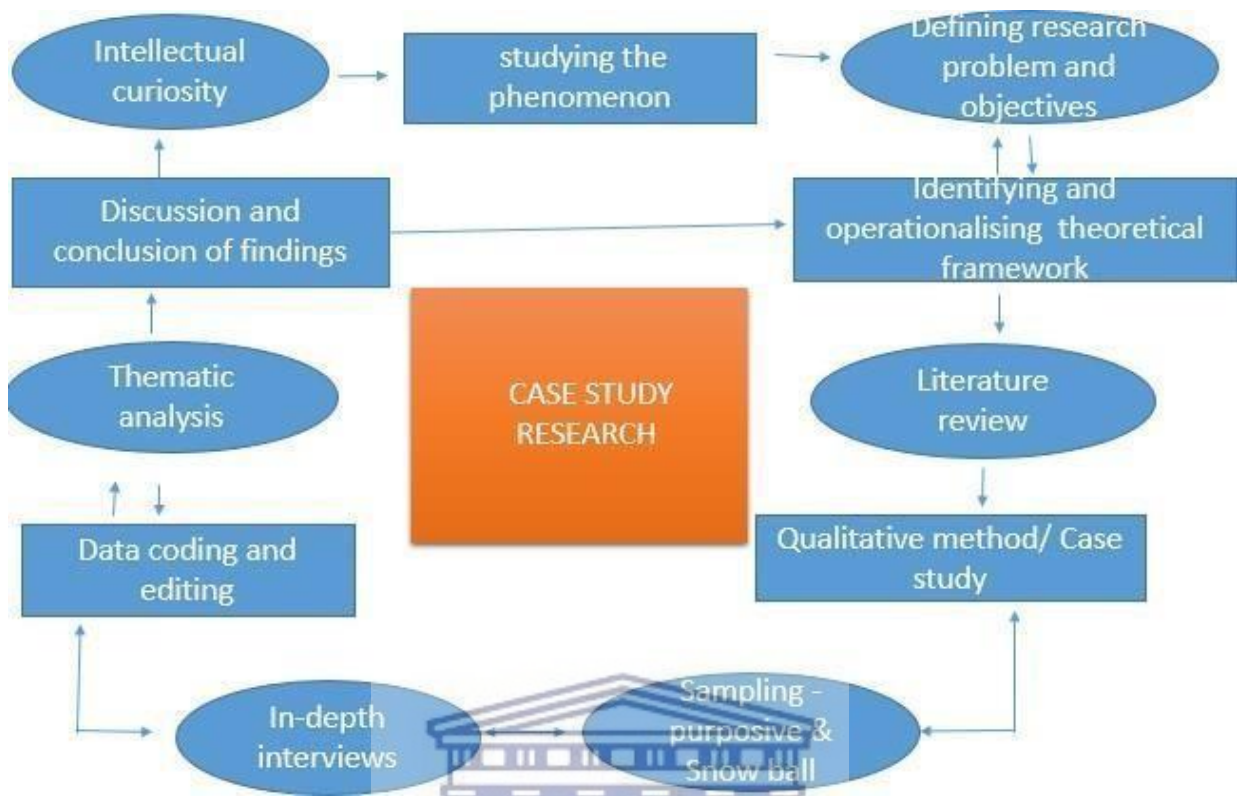 Intellectual
curiosity
studying the
phenomenon
Defining research
problem and
objectives
Discussion and
conclusion of findings
Identifying and
operationalising theoretical
framework
Thematic
analysis
CASE STUDY
RESEARCH
Literature
review
Data coding and
editing
Qualitative method/ Case
study
In-depth
interviews
Sampling -
purposive &
Snow ball